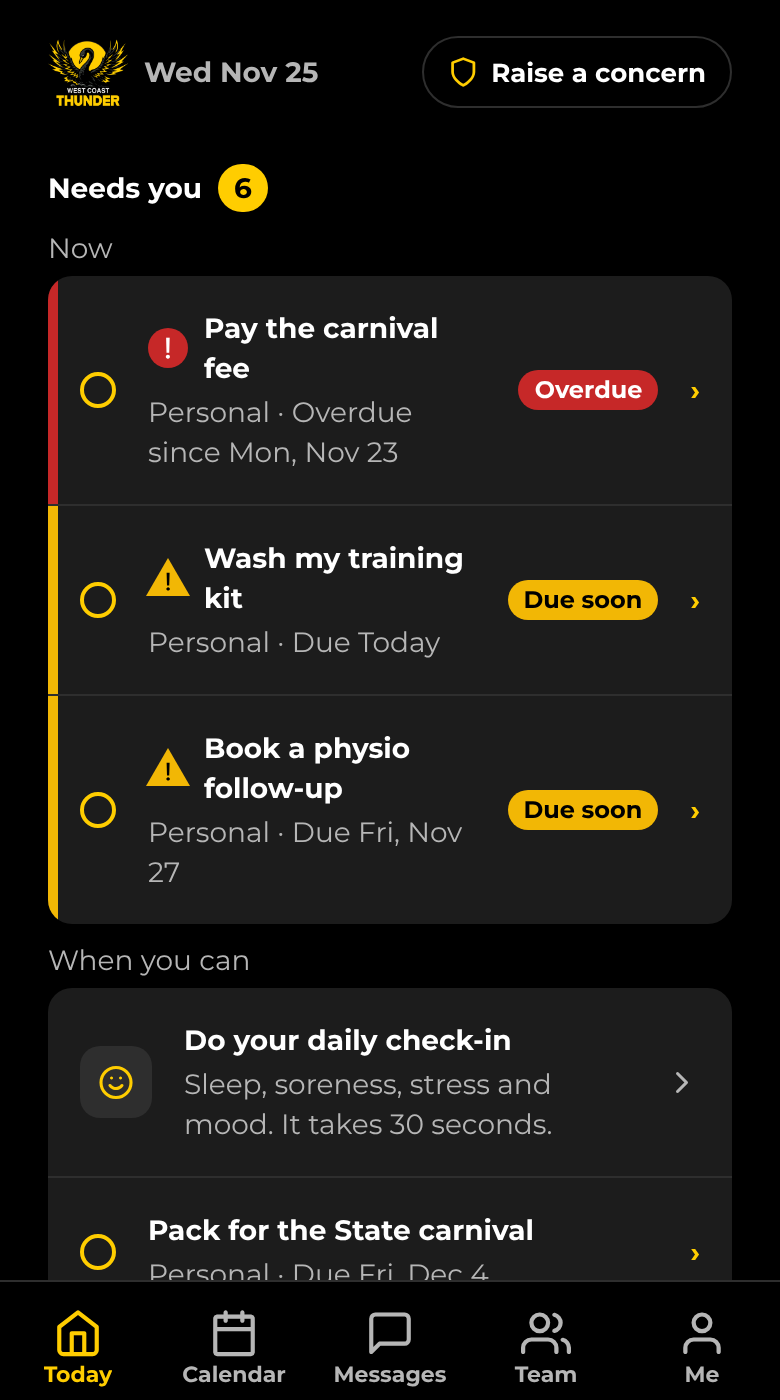 WEST COAST
THUNDER
Wed Nov 25
Raise a concern
Needs you 6
Now
! Pay the carnival
fee
Personal · Overdue
since Mon, Nov 23
Overdue ›
! Wash my training
kit
Personal · Due Today
Due soon ›
! Book a physio
follow-up
Personal · Due Fri, Nov
27
Due soon ›
When you can
Do your daily check-in
Sleep, soreness, stress and
mood. It takes 30 seconds.
Pack for the State carnival
Personal · Due Fri, Dec 4
›
Today
Calendar
Messages
Team
Me